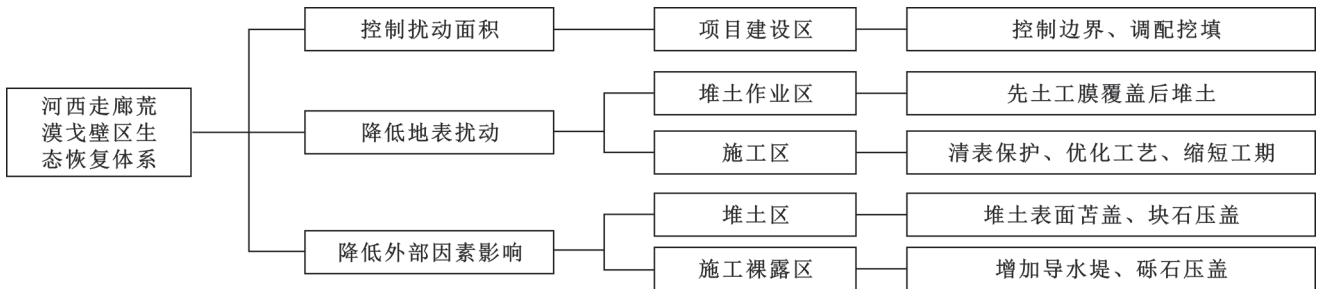 河西走廊荒
漠戈壁区生
态恢复体系
控制扰动面积
项目建设区
控制边界、调配挖填
降低地表扰动
堆土作业区
先土工膜覆盖后堆土
施工区
清表保护、优化工艺、缩短工期
降低外部因素影响
堆土区
堆土表面苫盖、块石压盖
施工裸露区
增加导水堤、砾石压盖